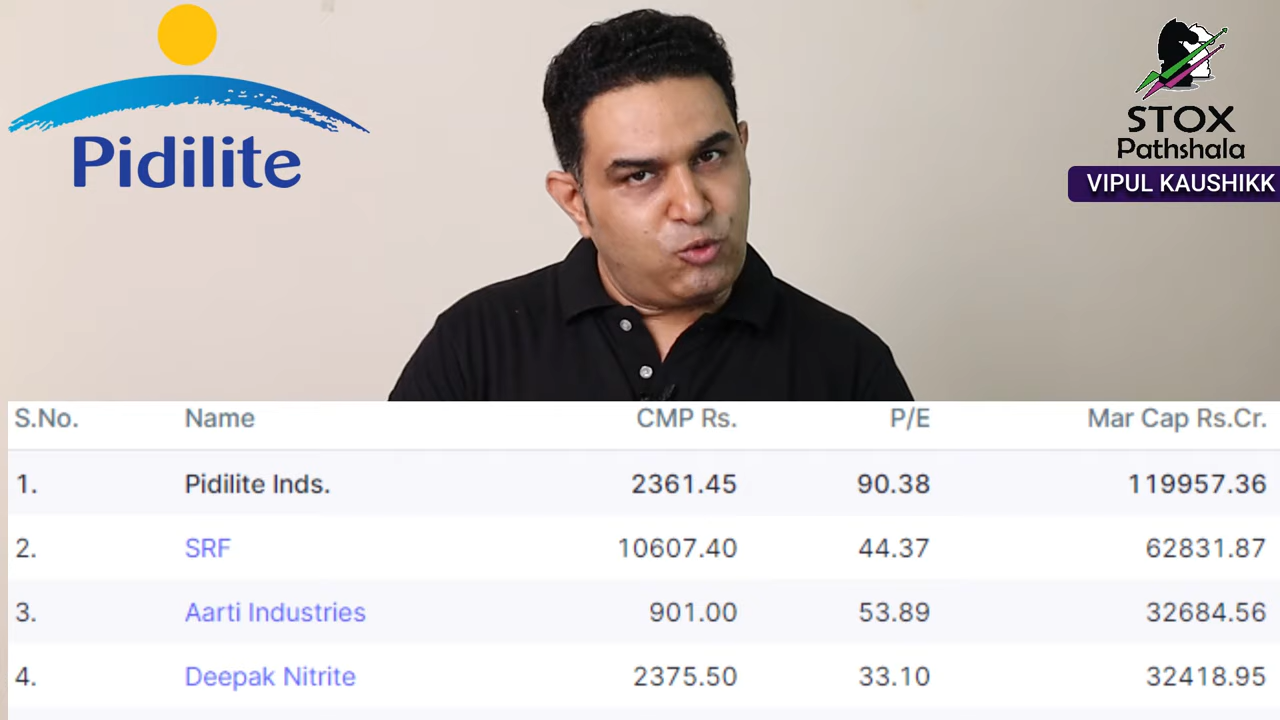 Pidilite
STOX
Pathshala
VIPUL KAUSHIKK
S.No. Name CMP Rs. P/E Mar Cap Rs.Cr.
1. Pidilite Inds. 2361.45 90.38 119957.36
2. SRF 10607.40 44.37 62831.87
3. Aarti Industries 901.00 53.89 32684.56
4. Deepak Nitrite 2375.50 33.10 32418.95